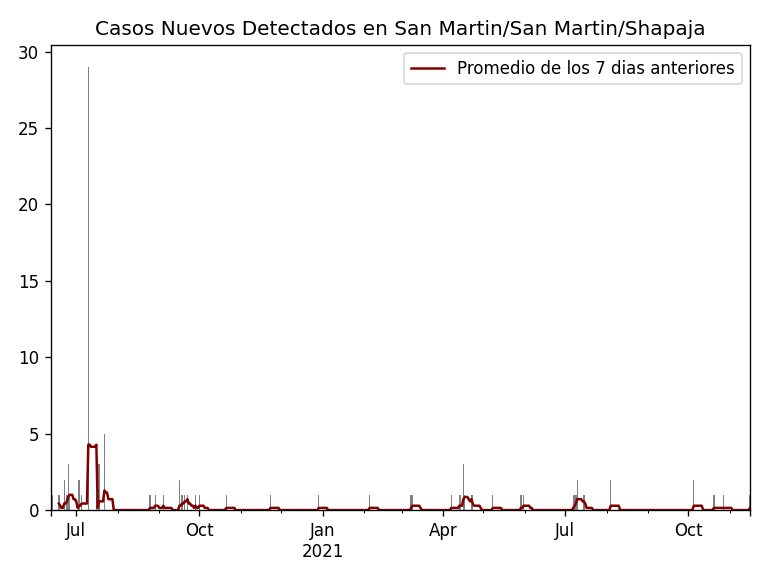 Casos Nuevos Detectados en San Martin/San Martin/Shapaja
Promedio de los 7 dias anteriores
30
25
20
15
10
5
0
Jul Oct Jan Apr Jul Oct
2021